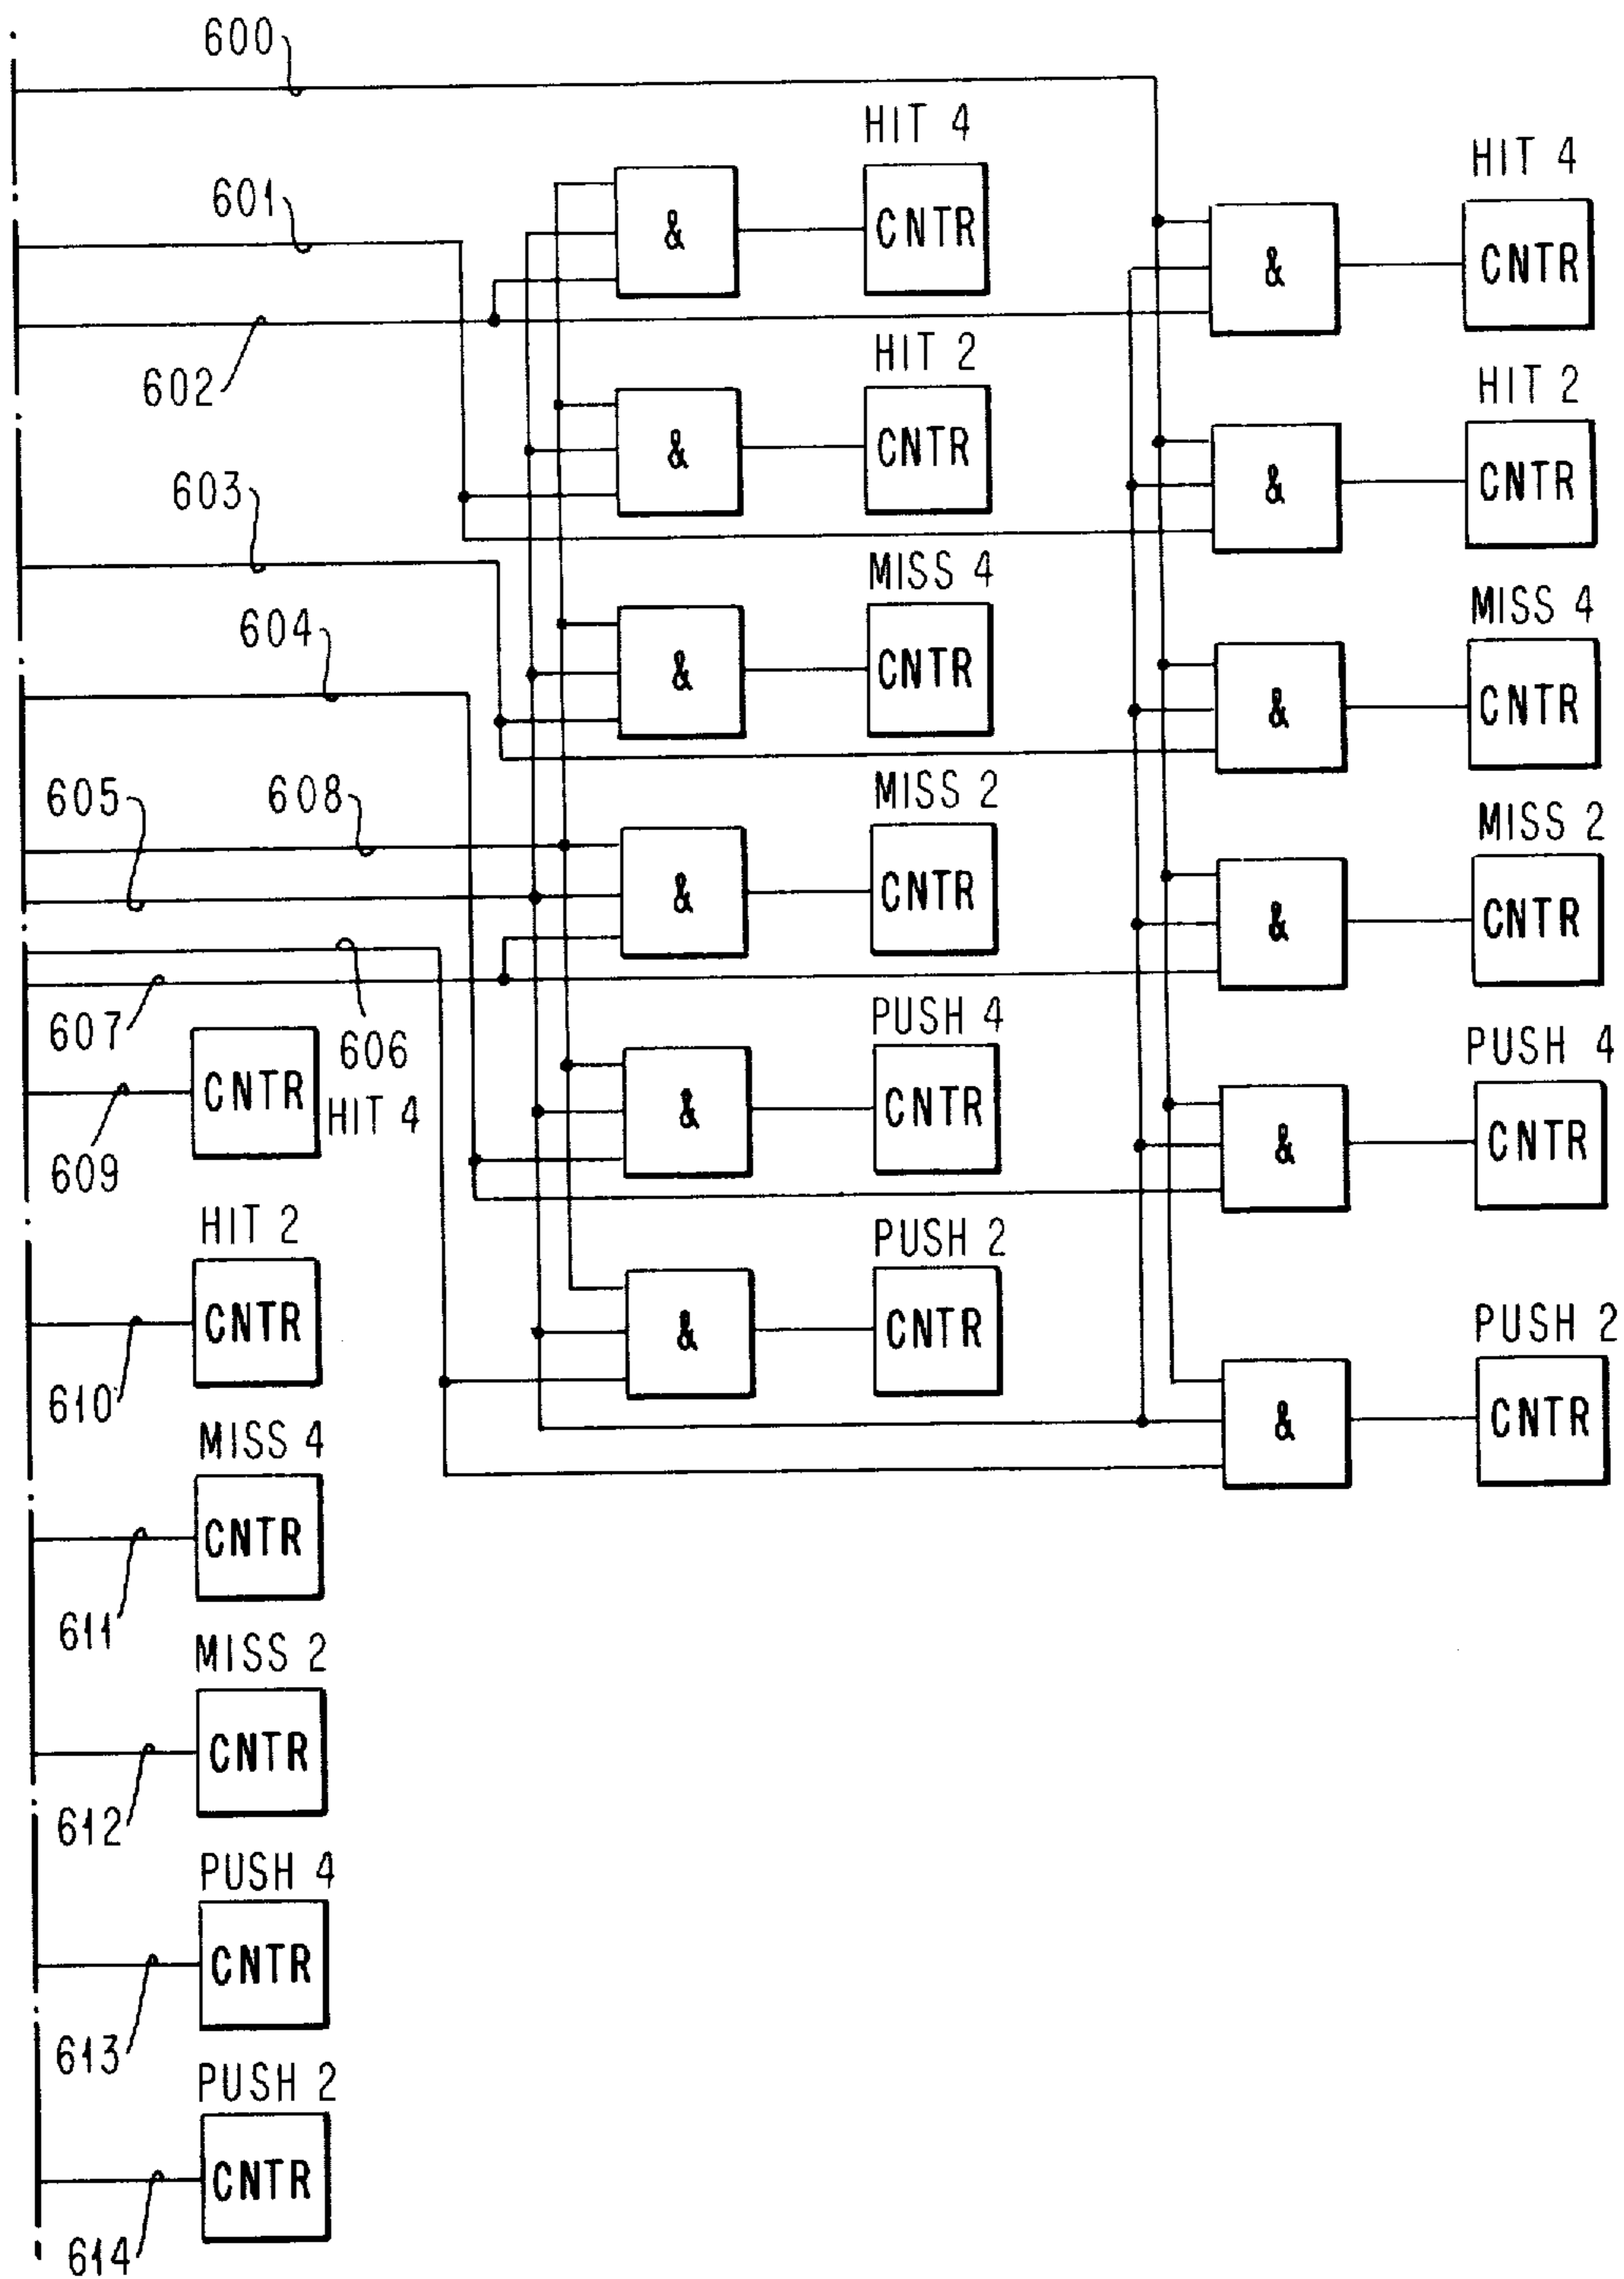 600
HIT 4
HIT 4
601
&
CNTR
&
CNTR
602
HIT 2
HIT 2
&
CNTR
&
CNTR
603
MISS 4
MISS 4
604
&
CNTR
&
CNTR
605
608
MISS 2
MISS 2
&
CNTR
&
CNTR
607
606
PUSH 4
PUSH 4
CNTR
HIT 4
&
CNTR
&
CNTR
609
HIT 2
PUSH 2
CNTR
&
CNTR
PUSH 2
610
&
CNTR
MISS 4
CNTR
611
MISS 2
CNTR
612
PUSH 4
CNTR
613
PUSH 2
CNTR
614